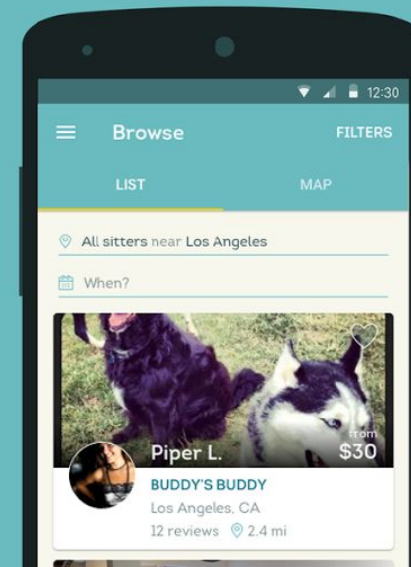 12:30
Browse
FILTERS
LIST
MAP
All sitters near Los Angeles
When?
Piper L.
from
$30
BUDDY'S BUDDY
Los Angeles, CA
12 reviews 2.4 mi